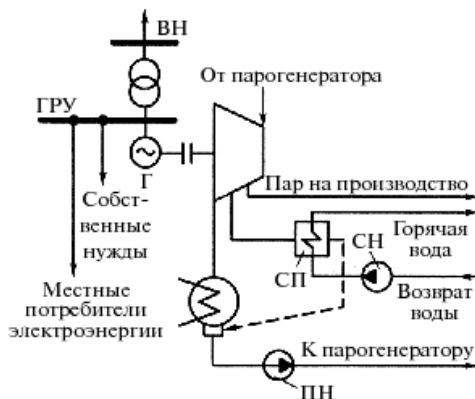 ВН
От парогенератора
ГРУ
Г
Пар на производство
Собст-
венные
нужды
Горячая
вода
СН
СП
Возврат
воды
Местные
потребители
электроэнергии
К парогенератору
ПН